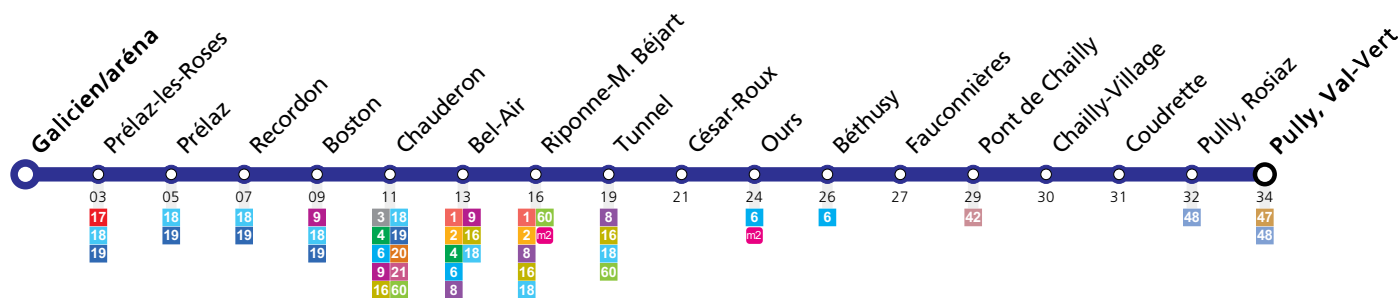 Galicien/aréna
Prélaz-les-Roses
Prélaz
Recordon
Boston
Chauderon
Bel-Air
Riponne-M. Béjart
Tunnel
César-Roux
Ours
Béthusy
Fauconnières
Pont de Chailly
Chailly-Village
Coudrette
Pully, Rosiaz
Pully, Val-Vert
03 05 07 09 11 13 16 19 21 24 26 27 29 30 31 32 34
17 18 18 9 3 18 1 9 1 60 8 6 6 42 48 47
18 19 19 18 4 19 2 16 2 m2 16 m2 48
19 19 6 20 4 18 8 18
9 21 6 16 60
16 60 8 18